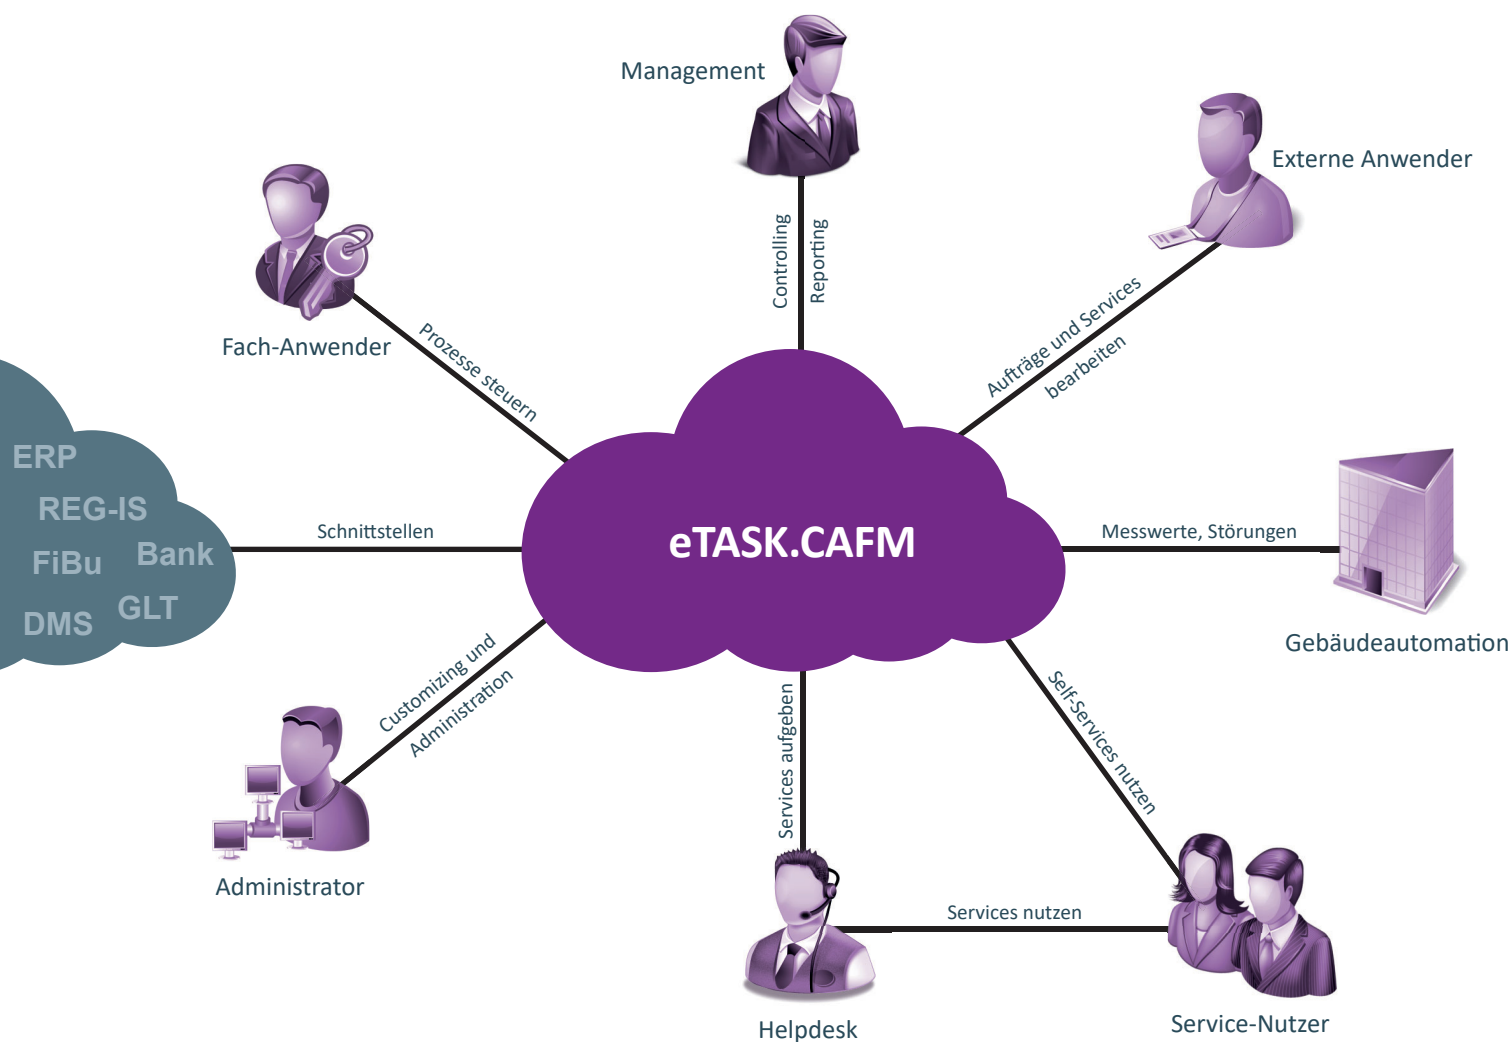 Management
Externe Anwender
Controlling
Reporting
Fach-Anwender
Prozesse steuern
Aufträge und Services
bearbeiten
ERP
REG-IS
FiBu
Bank
DMS
GLT
Schnittstellen
eTASK.CAFM
Messwerte, Störungen
Gebäudeautomation
Customizing und
Administration
Administrator
Services aufgeben
Self-Services nutzen
Services nutzen
Helpdesk
Service-Nutzer